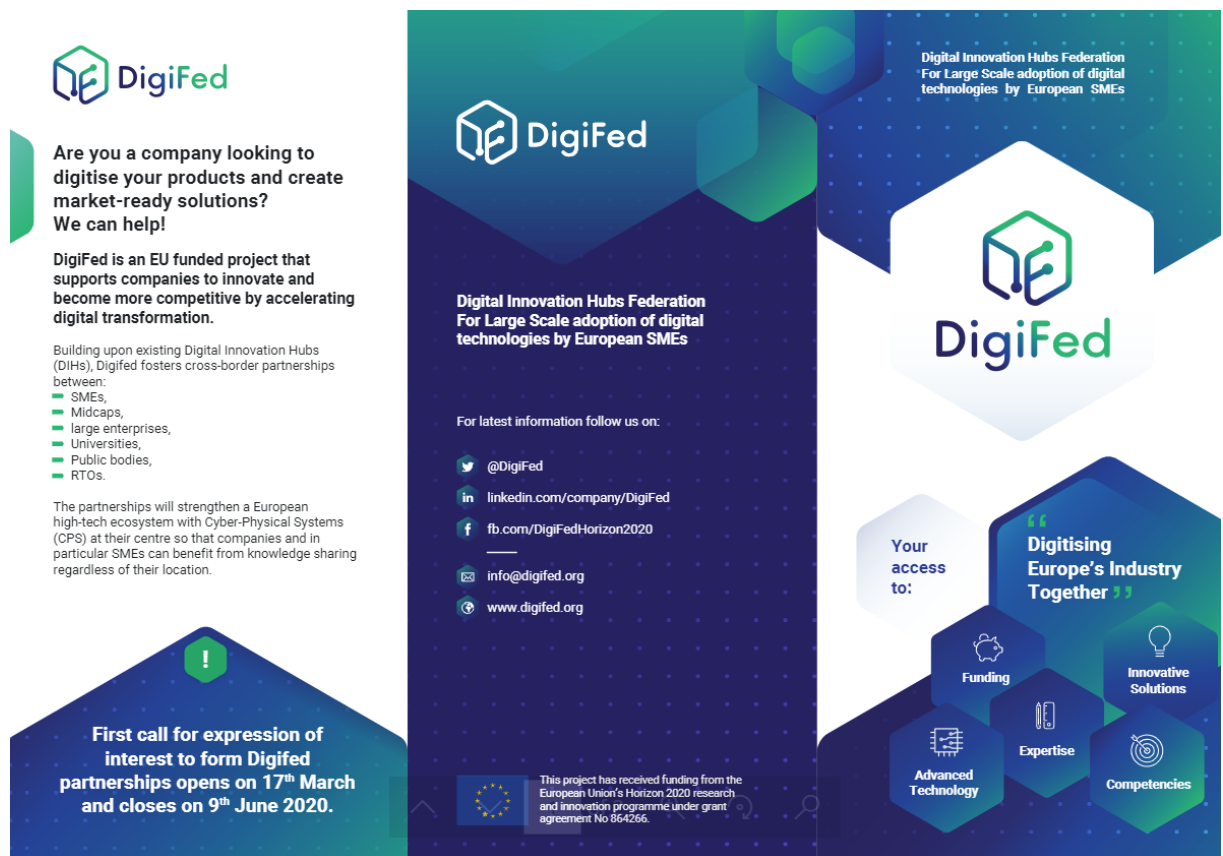 DigiFed
Are you a company looking to
digitise your products and create
market-ready solutions?
We can help!
DigiFed is an EU funded project that
supports companies to innovate and
become more competitive by accelerating
digital transformation.
Building upon existing Digital Innovation Hubs
(DIHs), Digifed fosters cross-border partnerships
between:
SMEs,
Midcaps,
large enterprises,
Universities,
Public bodies,
RTOs.
The partnerships will strengthen a European
high-tech ecosystem with Cyber-Physical Systems
(CPS) at their centre so that companies and in
particular SMEs can benefit from knowledge sharing
regardless of their location.
!
First call for expression of
interest to form Digifed
partnerships opens on 17th March
and closes on 9th June 2020.
DigiFed
Digital Innovation Hubs Federation
For Large Scale adoption of digital
technologies by European SMEs
For latest information follow us on:
@DigiFed
in linkedin.com/company/DigiFed
f fb.com/DigiFedHorizon2020
info@digifed.org
www.digifed.org
This project has received funding from the
European Union's Horizon 2020 research
and innovation programme under grant
agreement No 864266.
Digital Innovation Hubs Federation
For Large Scale adoption of digital
technologies by European SMEs
DigiFed
Your
access
to:
“
Digitising
Europe's Industry
Together ”
Funding
Innovative
Solutions
Expertise
Advanced
Technology
Competencies